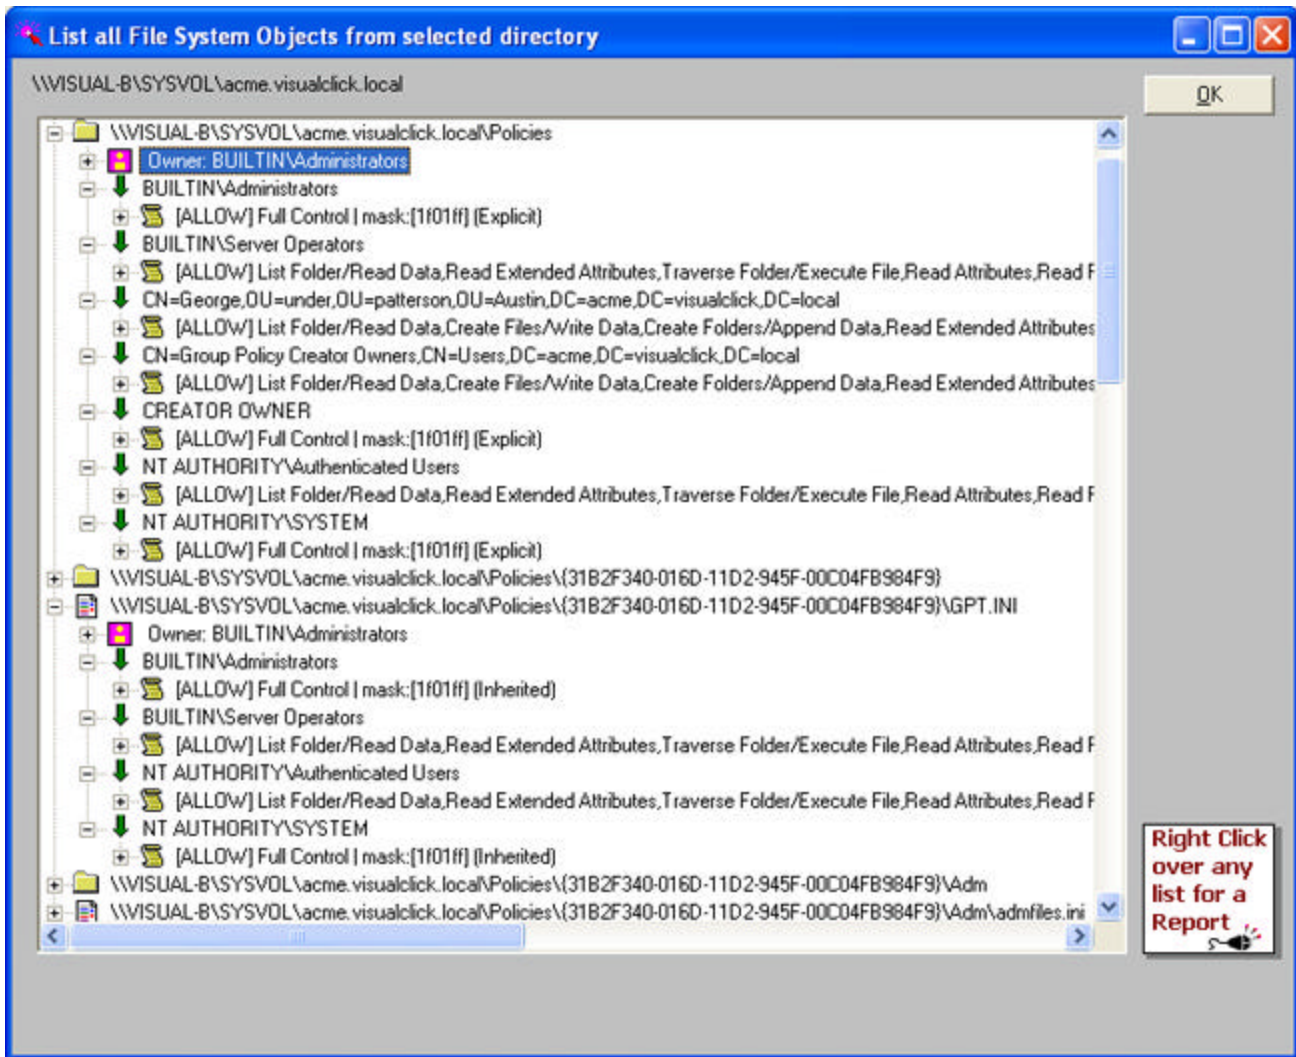 List all File System Objects from selected directory
\\VISUAL-B\SYSVOL\acme.visualclick.local
OK
\\VISUAL-B\SYSVOL\acme.visualclick.local\Policies
Owner: BUILTIN\Administrators
BUILTIN\Administrators
[ALLOW] Full Control | mask:[1f01ff] (Explicit)
BUILTIN\Server Operators
[ALLOW] List Folder/Read Data,Read Extended Attributes,Traverse Folder/Execute File,Read Attributes,Read
CN=George,OU=under,OU=patterson,OU=Austin,DC=acme,DC=visualclick,DC=local
[ALLOW] List Folder/Read Data,Create Files/Write Data,Create Folders/Append Data,Read Extended Attributes
CN=Group Policy Creator Owners,CN=Users,DC=acme,DC=visualclick,DC=local
[ALLOW] List Folder/Read Data,Create Files/Write Data,Create Folders/Append Data,Read Extended Attributes
CREATOR OWNER
[ALLOW] Full Control | mask:[1f01ff] (Explicit)
NT AUTHORITY\Authenticated Users
[ALLOW] List Folder/Read Data,Read Extended Attributes,Traverse Folder/Execute File,Read Attributes,Read
NT AUTHORITY\SYSTEM
[ALLOW] Full Control | mask:[1f01ff] (Explicit)
\\VISUAL-B\SYSVOL\acme.visualclick.local\Policies\{31B2F340-016D-11D2-945F-00C04FB984F9}
\\VISUAL-B\SYSVOL\acme.visualclick.local\Policies\{31B2F340-016D-11D2-945F-00C04FB984F9}\GPT.INI
Owner: BUILTIN\Administrators
BUILTIN\Administrators
[ALLOW] Full Control | mask:[1f01ff] (Inherited)
BUILTIN\Server Operators
[ALLOW] List Folder/Read Data,Read Extended Attributes,Traverse Folder/Execute File,Read Attributes,Read
NT AUTHORITY\Authenticated Users
[ALLOW] List Folder/Read Data,Read Extended Attributes,Traverse Folder/Execute File,Read Attributes,Read
NT AUTHORITY\SYSTEM
[ALLOW] Full Control | mask:[1f01ff] (Inherited)
\\VISUAL-B\SYSVOL\acme.visualclick.local\Policies\{31B2F340-016D-11D2-945F-00C04FB984F9}\Adm
\\VISUAL-B\SYSVOL\acme.visualclick.local\Policies\{31B2F340-016D-11D2-945F-00C04FB984F9}\Adm\admfiles.ini
Right Click
over any
list for a
Report